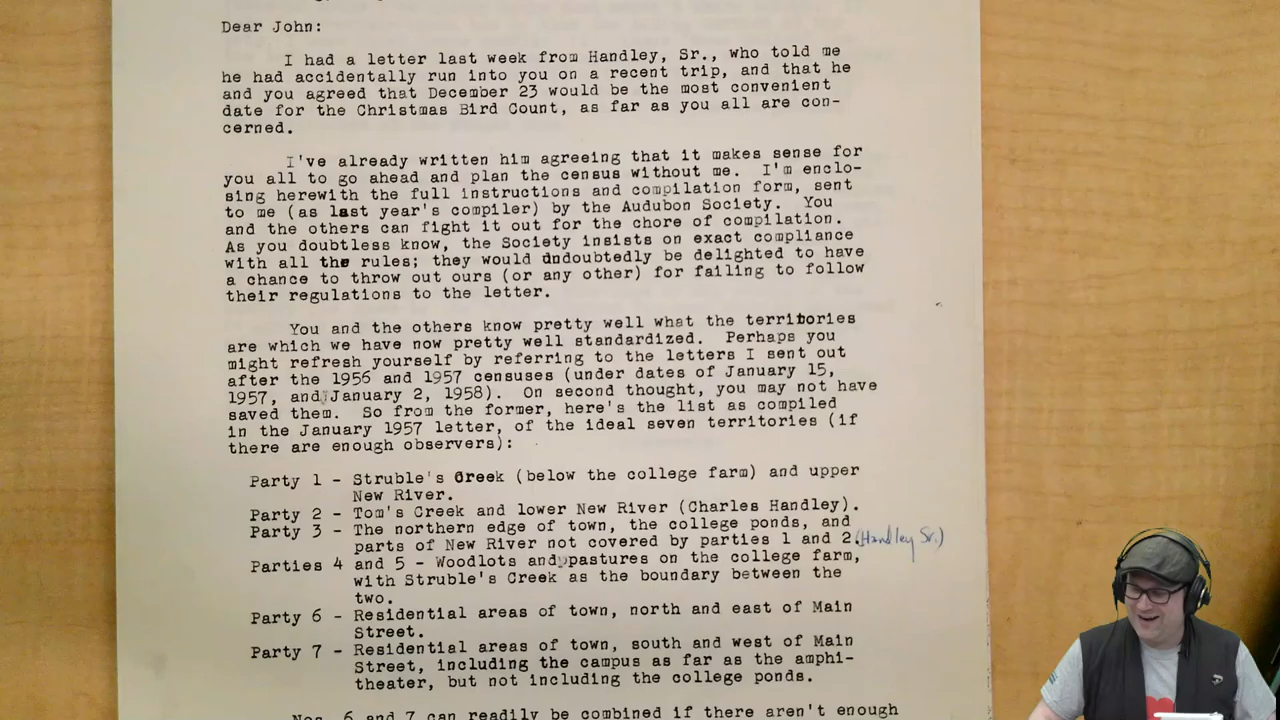 Dear John:
I had a letter last week from Handley, Sr., who told me
he had accidentally run into you on a recent trip, and that he
and you agreed that December 23 would be the most convenient
date for the Christmas Bird Count, as far as you all are con-
cerned.
I've already written him agreeing that it makes sense for
you all to go ahead and plan the census without me. I'm enclo-
sing herewith the full instructions and compilation form, sent
to me (as last year's compiler) by the Audubon Society. You
and the others can fight it out for the chore of compilation.
As you doubtless know, the Society insists on exact compliance
with all the rules; they would undoubtedly be delighted to have
a chance to throw out ours (or any other) for failing to follow
their regulations to the letter.
You and the others know pretty well what the territories
are which we have now pretty well standardized. Perhaps you
might refresh yourself by referring to the letters I sent out
after the 1956 and 1957 censuses (under dates of January 15,
1957, and January 2, 1958). On second thought, you may not have
saved them. So from the former, here's the list as compiled
in the January 1957 letter, of the ideal seven territories (if
there are enough observers):
Party 1 - Struble's Creek (below the college farm) and upper
New River.
Party 2 - Tom's Creek and lower New River (Charles Handley).
Party 3 - The northern edge of town, the college ponds, and
parts of New River not covered by parties 1 and 2. (Handley Sr.)
Parties 4 and 5 - Woodlots and pastures on the college farm,
with Struble's Creek as the boundary between the
two.
Party 6 - Residential areas of town, north and east of Main
Street.
Party 7 - Residential areas of town, south and west of Main
Street, including the campus as far as the amphi-
theater, but not including the college ponds.
Nos. 6 and 7 can readily be combined if there aren't enough